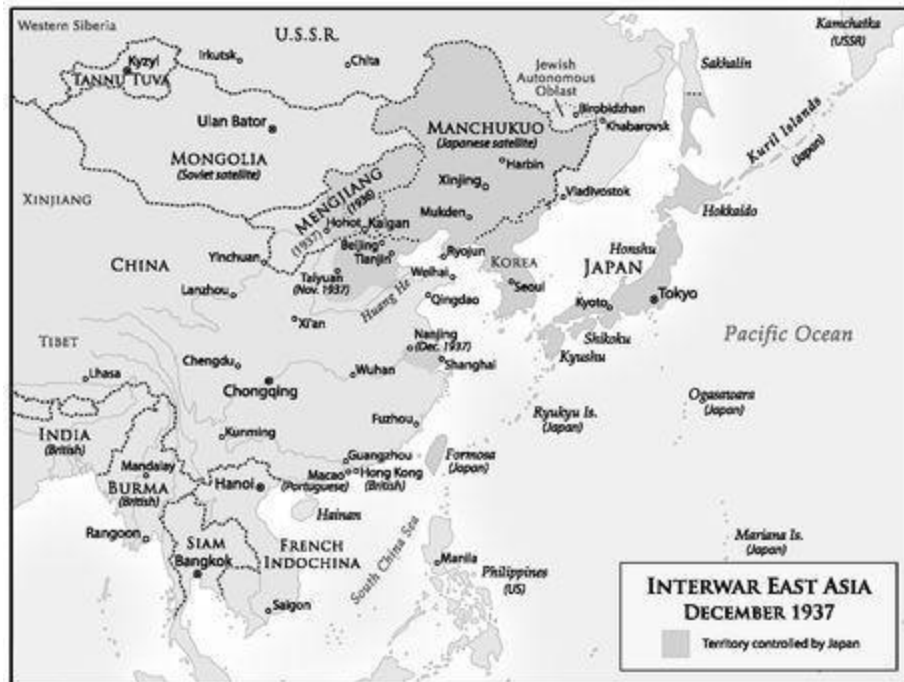 Western Siberia
U.S.S.R.
Kamchatka
(USSR)
Irkutsk
Chita
Sakhalin
Kyzyl
TANNU TUVA
Jewish
Autonomous
Oblast
Birobidzhan
Khabarovsk
Ulan Bator
MONGOLIA
(Soviet satellite)
MANCHUKUO
(Japanese satellite)
Harbin
Xinjing
Kuril Islands
(Japan)
XINJIANG
MENGJIANG
(1936)
(1937)
Hohot
Kalgan
Mukden
Vladivostok
Hokkaido
Beijing
Tianjin
Ryojun
KOREA
Honshu
JAPAN
CHINA
Yinchuan
Taiyuan
(Nov. 1937)
Huang He
Weihai
Seoul
Kyoto
Tokyo
Lanzhou
Qingdao
Xi'an
Shikoku
Kyushu
Pacific Ocean
TIBET
Nanjing
(Dec. 1937)
Shanghai
Lhasa
Chengdu
Wuhan
Chongqing
Ogasawara
(Japan)
Ryukyu Is.
(Japan)
Fuzhou
INDIA
(British)
Kunming
Guangzhou
Formosa
(Japan)
Mandalay
Macao
(Portuguese)
Hong Kong
(British)
BURMA
(British)
Hanoi
Hainan
Rangoon
SIAM
Bangkok
FRENCH
INDOCHINA
South China Sea
Manila
Philippines
(US)
Mariana Is.
(Japan)
Saigon
INTERWAR EAST ASIA
DECEMBER 1937
Territory controlled by Japan